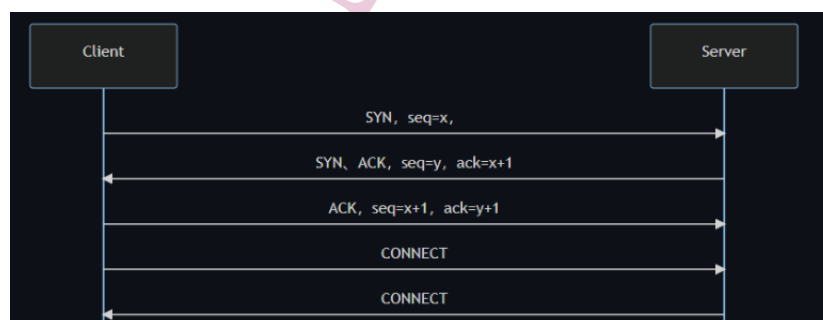 Client
Server
SYN, seq=x,
SYN、ACK, seq=y, ack=x+1
ACK, seq=x+1, ack=y+1
CONNECT
CONNECT